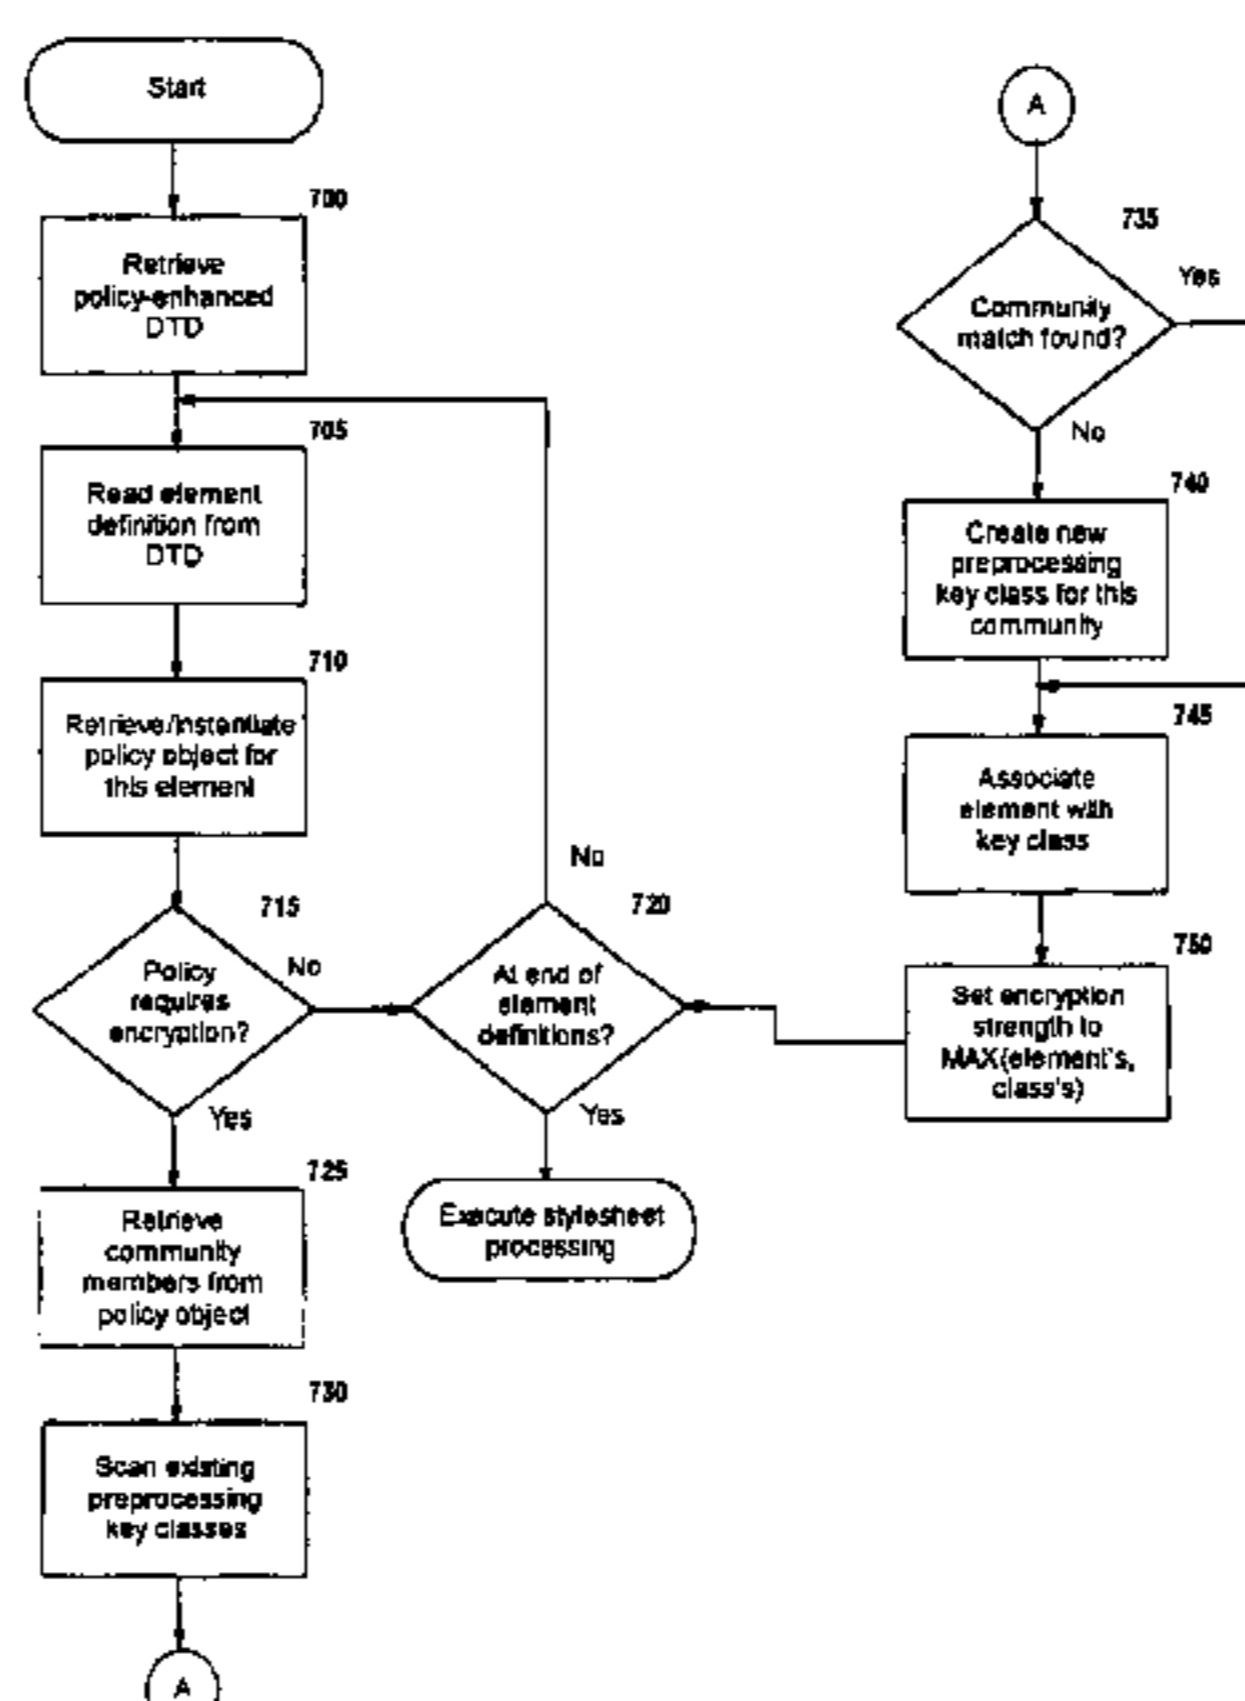 Start
700
Retrieve
policy-enhanced
DTD
705
Read element
definition from
DTD
710
Retrieve/instantiate
policy object for
this element
715
Policy
requires
encryption?
No
Yes
725
Retrieve
community
members from
policy object
730
Scan existing
preprocessing
key classes
A
No
720
At end of
element
definitions?
Yes
Execute stylesheet
processing
A
735
Yes
Community
match found?
No
740
Create new
preprocessing
key class for this
community
745
Associate
element with
key class
750
Set encryption
strength to
MAX(element's,
class's)